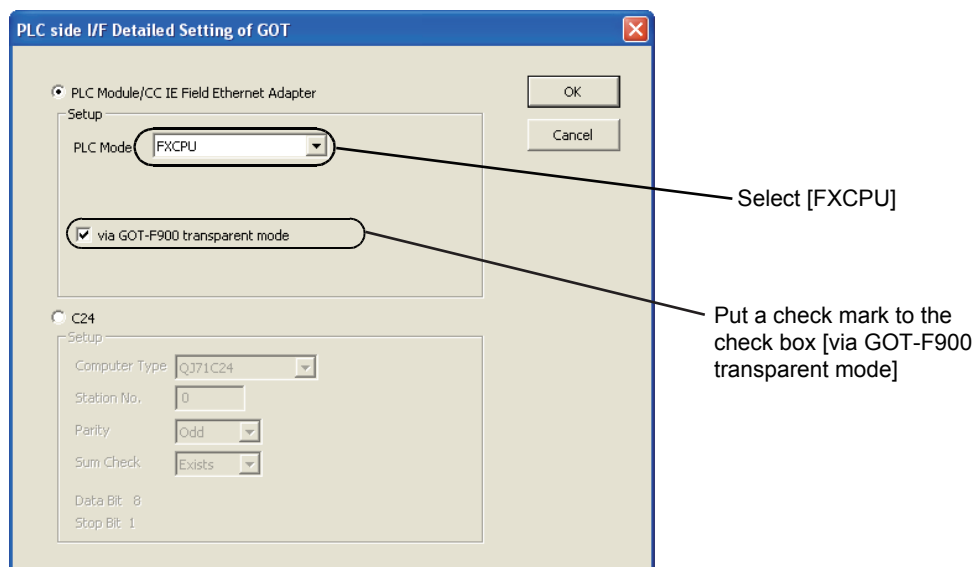 PLC side I/F Detailed Setting of GOT
PLC Module/CC IE Field Ethernet Adapter
OK
Setup
Cancel
PLC Mode
FXCPU
Select [FXCPU]
via GOT-F900 transparent mode
Put a check mark to the
check box [via GOT-F900
transparent mode]
C24
Setup
Computer Type
QJ71C24
Station No.
0
Parity
Odd
Sum Check
Exists
Data Bit 8
Stop Bit 1